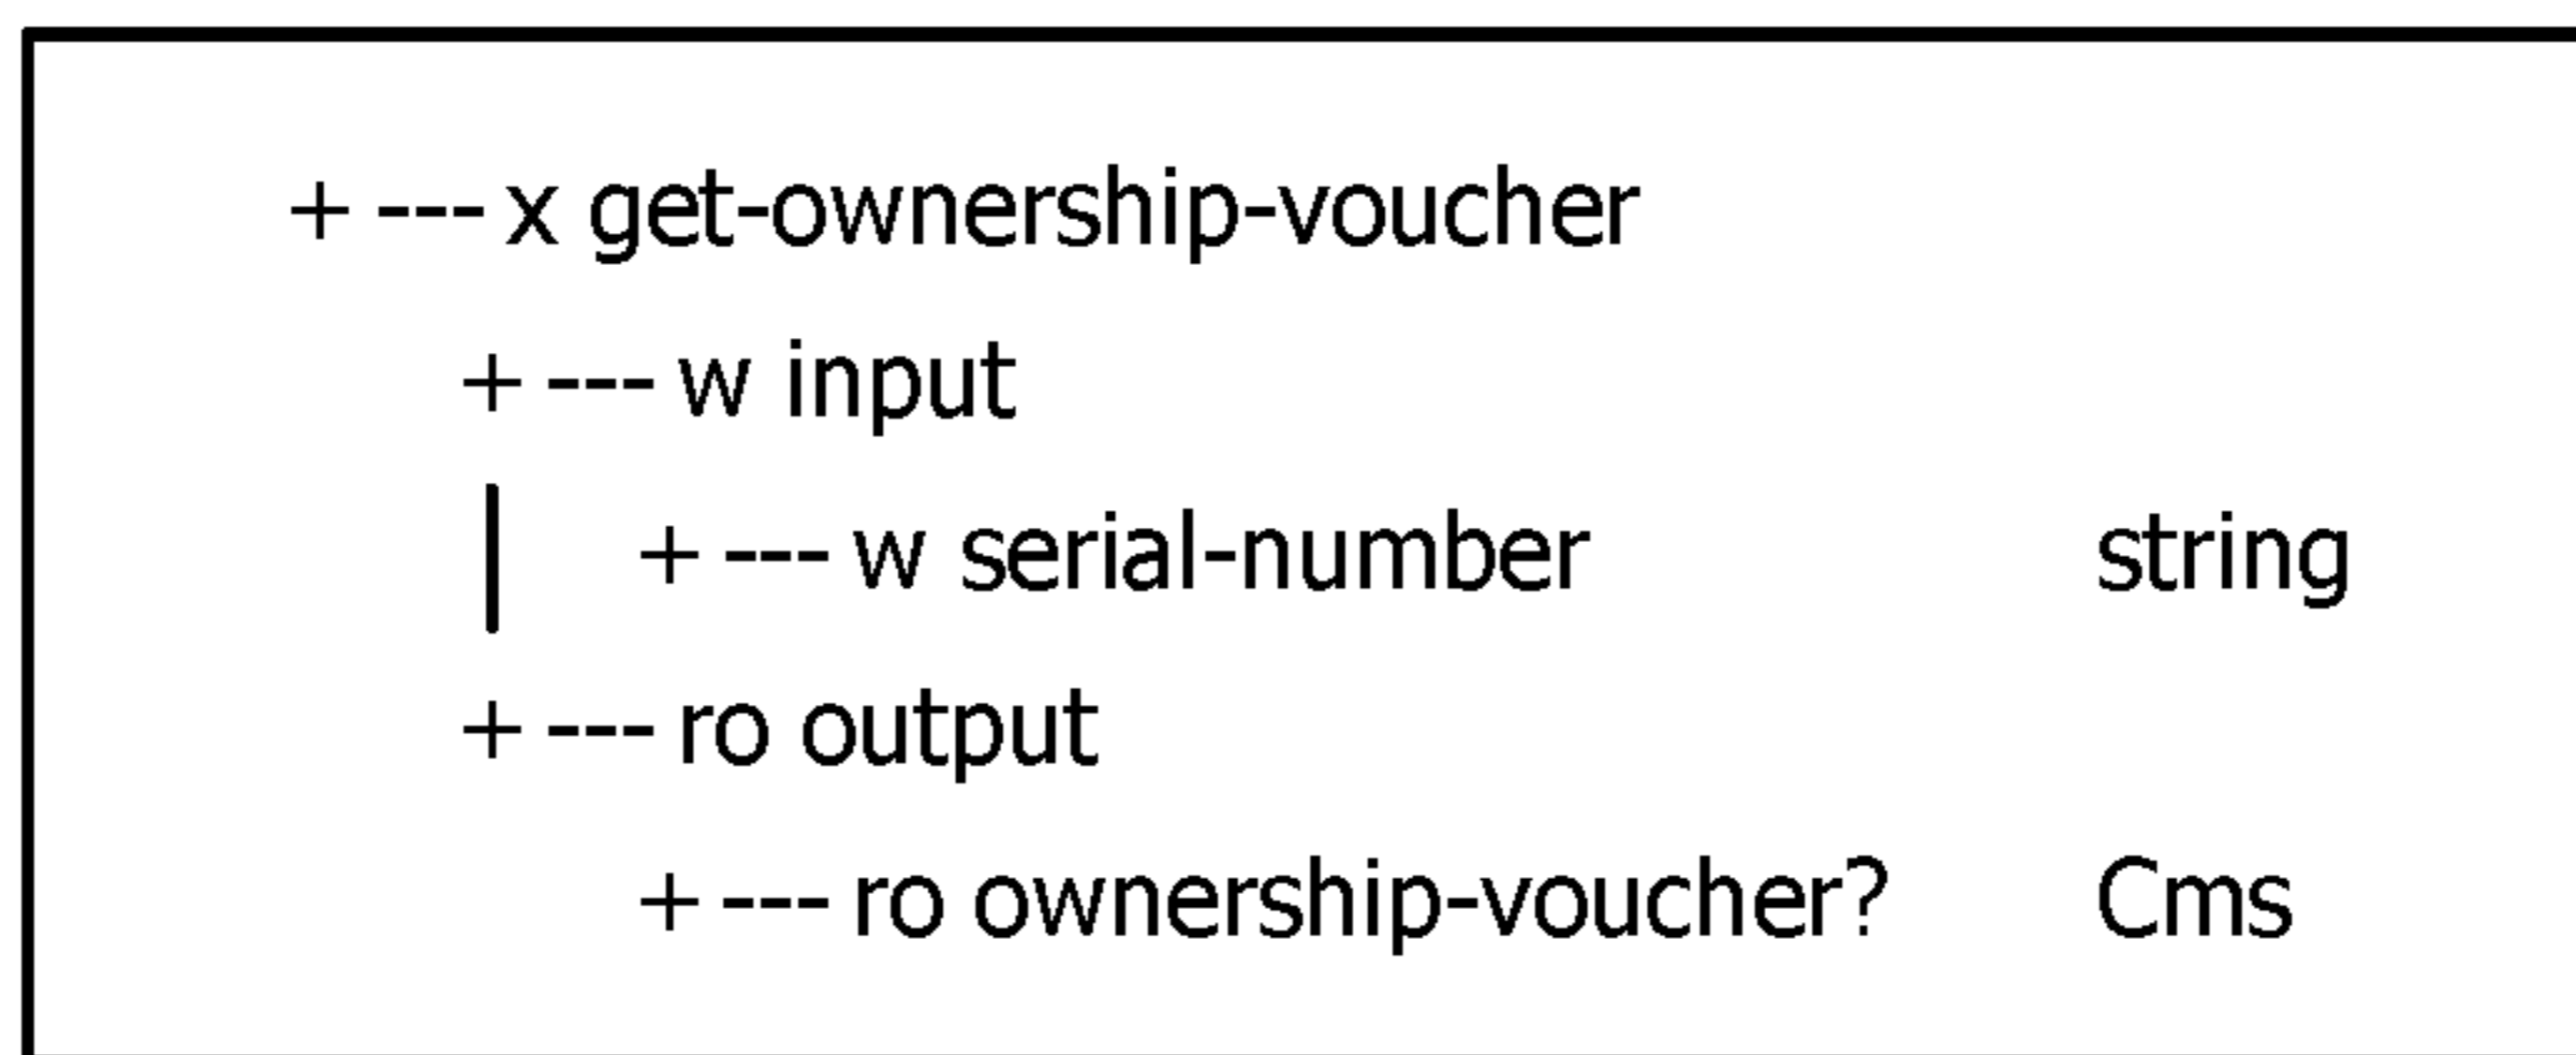 + --- x get-ownership-voucher
+ --- w input
| + --- w serial-number string
+ --- ro output
+ --- ro ownership-voucher? Cms